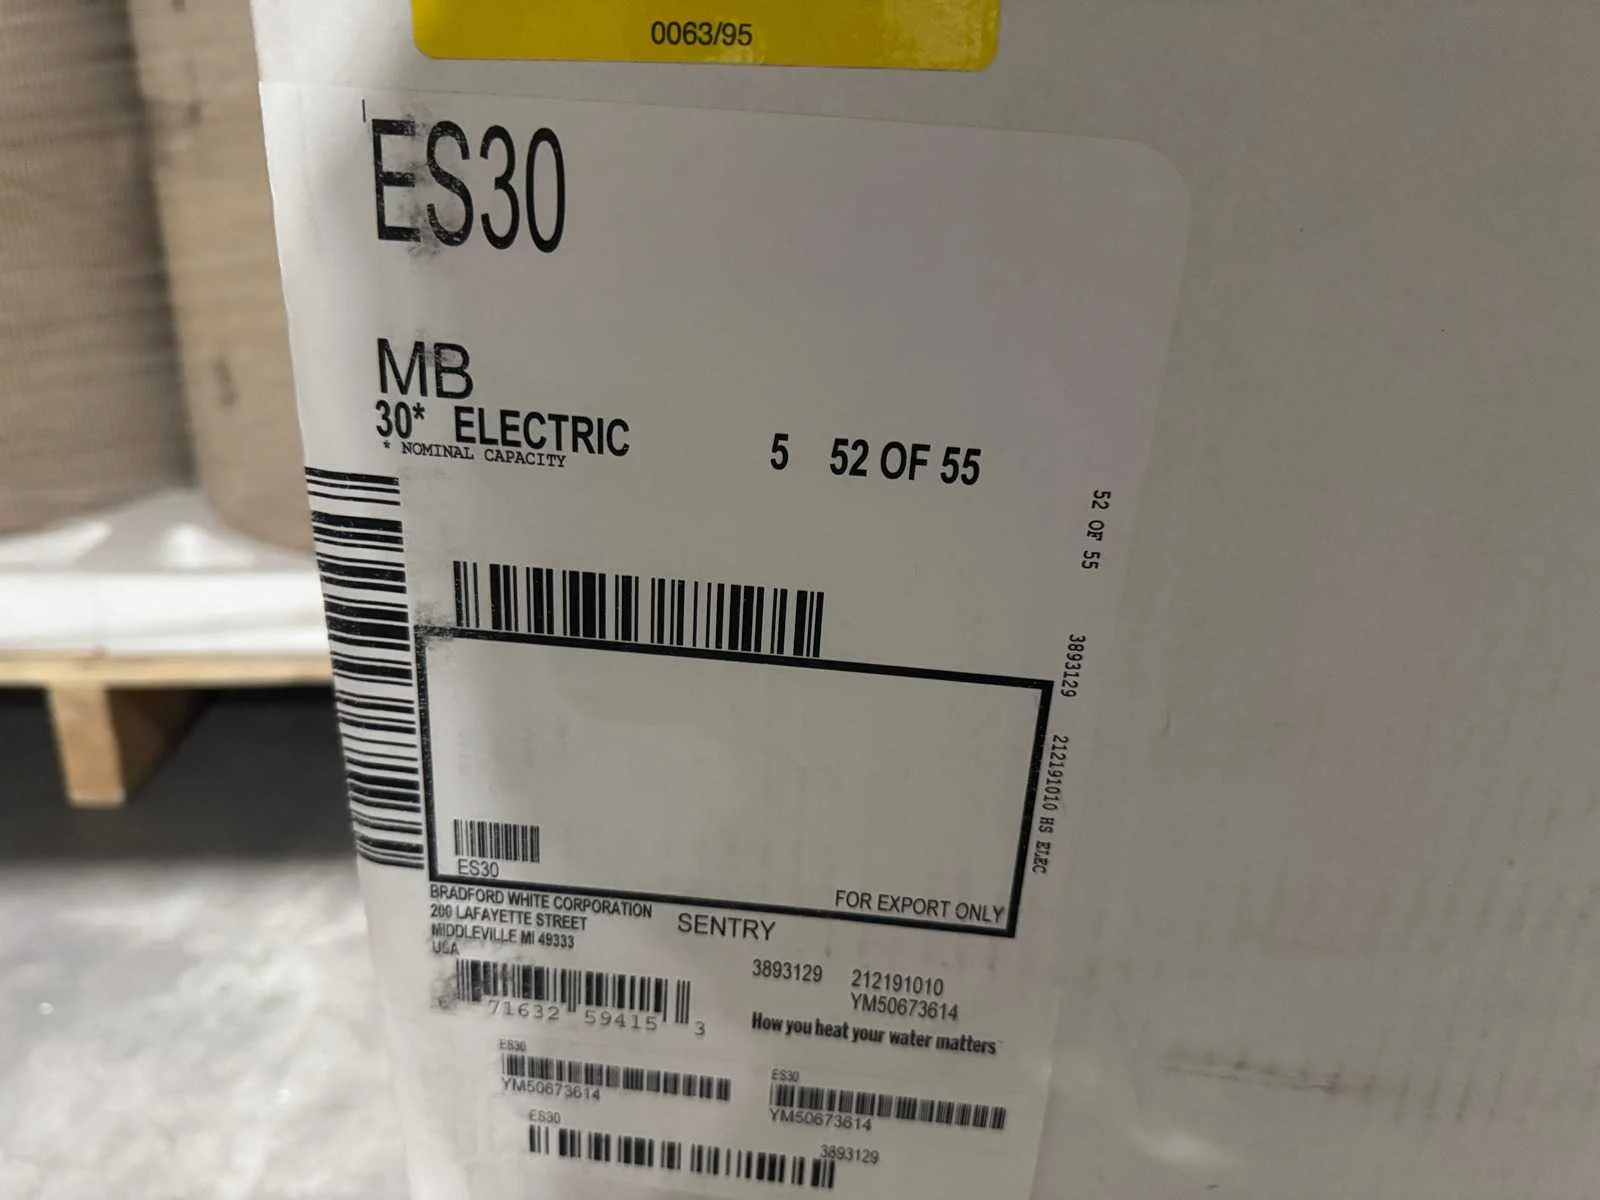 0063/95
ES30
MB
30* ELECTRIC
* NOMINAL CAPACITY
5 52 OF 55
52 OF 55 3893129 212191010 HS ELEC
ES30
FOR EXPORT ONLY
BRADFORD WHITE CORPORATION
200 LAFAYETTE STREET
MIDDLEVILLE MI 49333
USA
SENTRY
3893129 212191010
YM50673614
How you heat your water matters
71632 59415 3
ES30
YM50673614
ES30
YM50673614
ES30
3893129